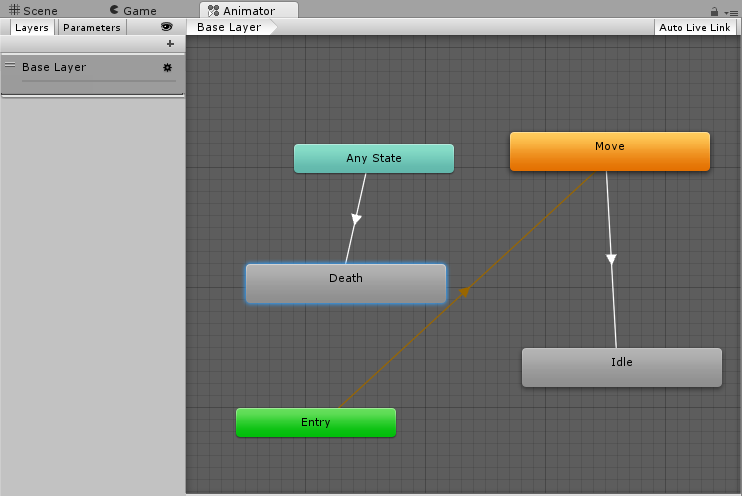 Scene Game Animator
Layers Parameters Base Layer Auto Live Link
+
Base Layer
Move
Any State
Death
Idle
Entry